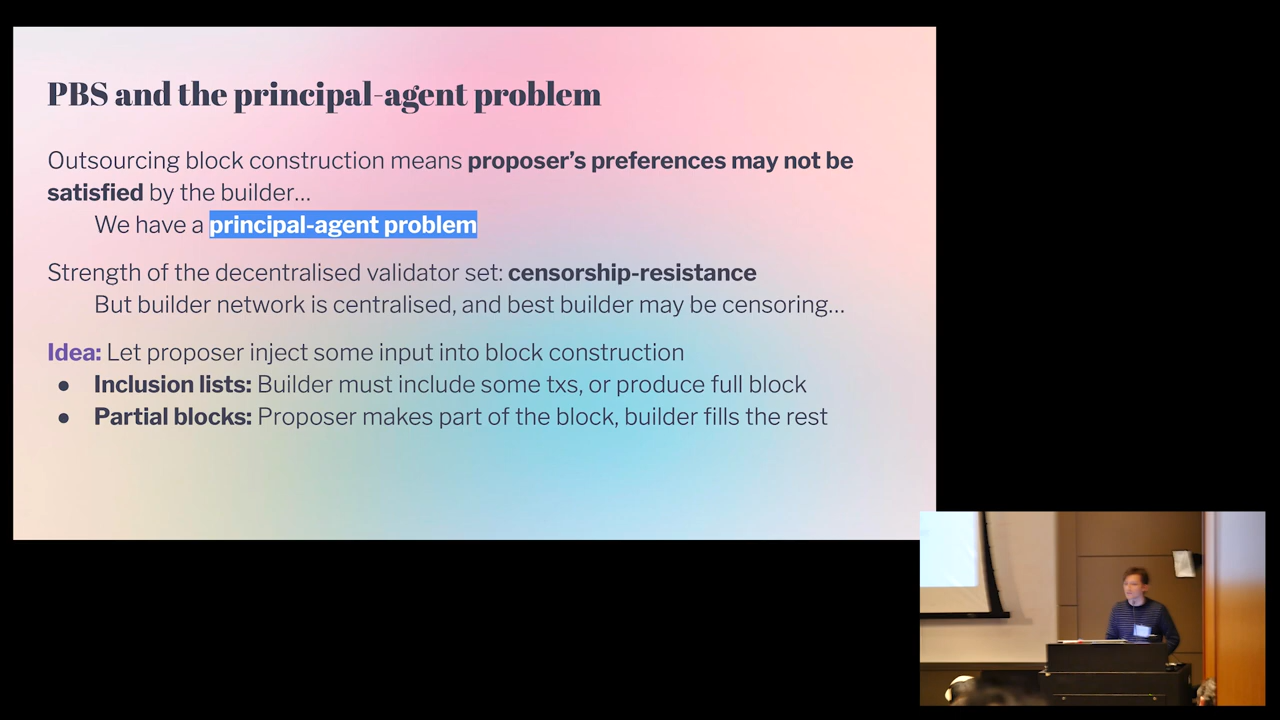 PBS and the principal-agent problem
Outsourcing block construction means proposer’s preferences may not be
satisfied by the builder…
We have a principal-agent problem
Strength of the decentralised validator set: censorship-resistance
But builder network is centralised, and best builder may be censoring…
Idea: Let proposer inject some input into block construction
● Inclusion lists: Builder must include some txs, or produce full block
● Partial blocks: Proposer makes part of the block, builder fills the rest